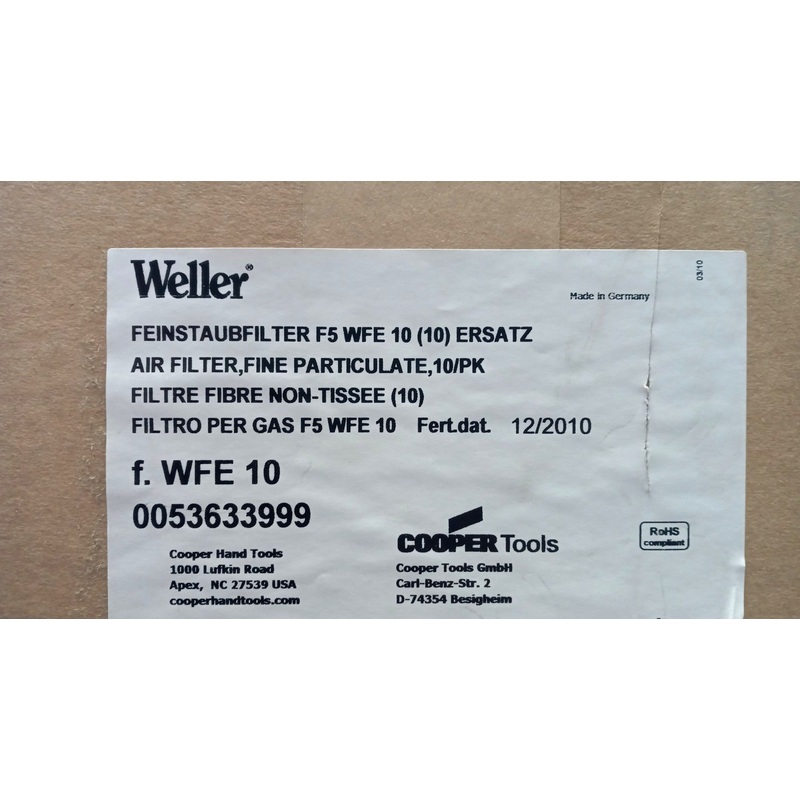 Weller®
Made in Germany
03/10
FEINSTAUBFILTER F5 WFE 10 (10) ERSATZ
AIR FILTER,FINE PARTICULATE,10/PK
FILTRE FIBRE NON-TISSEE (10)
FILTRO PER GAS F5 WFE 10 Fert.dat. 12/2010
f. WFE 10
0053633999
COOPER Tools
RoHS
compliant
Cooper Hand Tools
1000 Lufkin Road
Apex, NC 27539 USA
cooperhandtools.com
Cooper Tools GmbH
Carl-Benz-Str. 2
D-74354 Besigheim